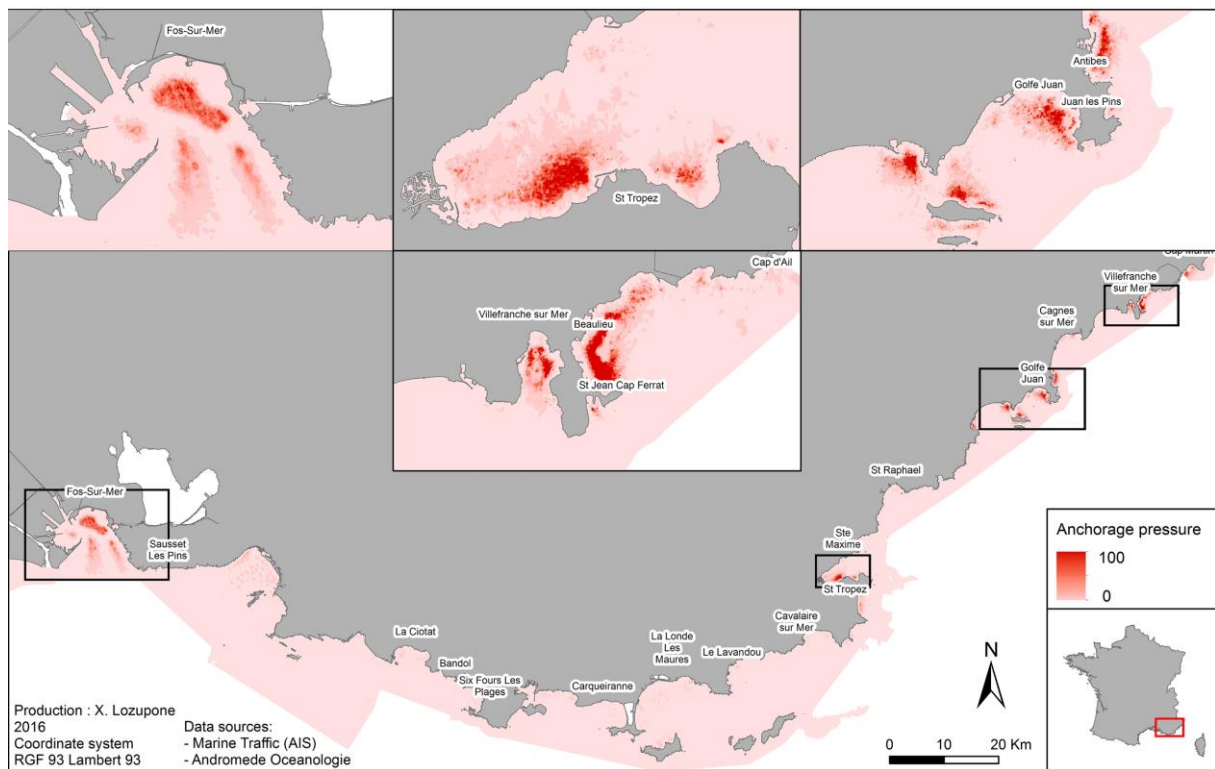 Fos-Sur-Mer
St Tropez
Antibes
Golfe Juan
Juan les Pins
Cap d'Ail
Villefranche sur Mer
Beaulieu
St Jean Cap Ferrat
Villefranche
sur Mer
Cagnes
sur Mer
Golfe
Juan
St Raphael
Fos-Sur-Mer
Sausset
Les Pins
Ste
Maxime
St Tropez
Cavalaire
sur Mer
La Ciotat
Bandol
Six Fours Les
Plages
Carqueiranne
La Londe
Les
Maures
Le Lavandou
Anchorage pressure
100
0
N
0 10 20 Km
Production : X. Lozupone
2016
Coordinate system
RGF 93 Lambert 93
Data sources:
- Marine Traffic (AIS)
- Andromede Oceanologie